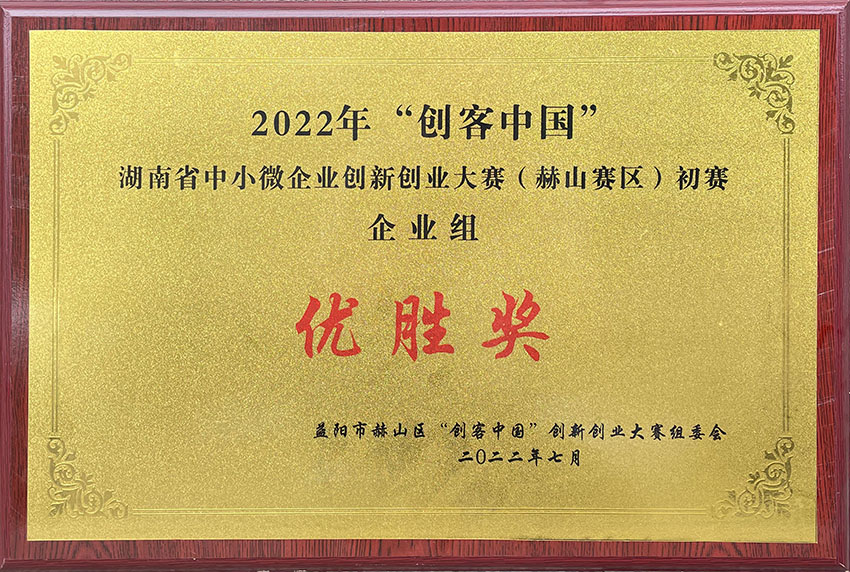 2022年“创客中国”
湖南省中小微企业创新创业大赛（赫山赛区）初赛
企业组
优胜奖
益阳市赫山区“创客中国”创新创业大赛组委会
二〇二二年七月